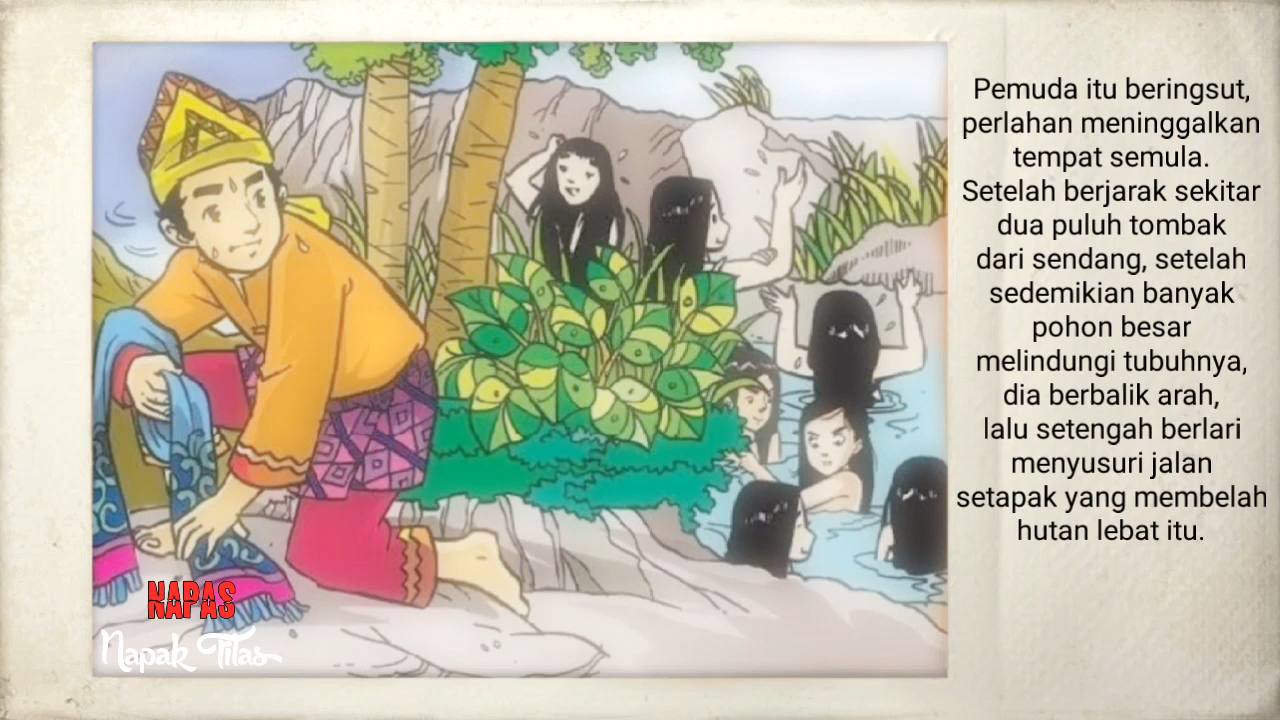 Pemuda itu beringsut,
perlahan meninggalkan
tempat semula.
Setelah berjarak sekitar
dua puluh tombak
dari sendang, setelah
sedemikian banyak
pohon besar
melindungi tubuhnya,
dia berbalik arah,
lalu setengah berlari
menyusuri jalan
setapak yang membelah
hutan lebat itu.
NAPAS
Napak Tilas